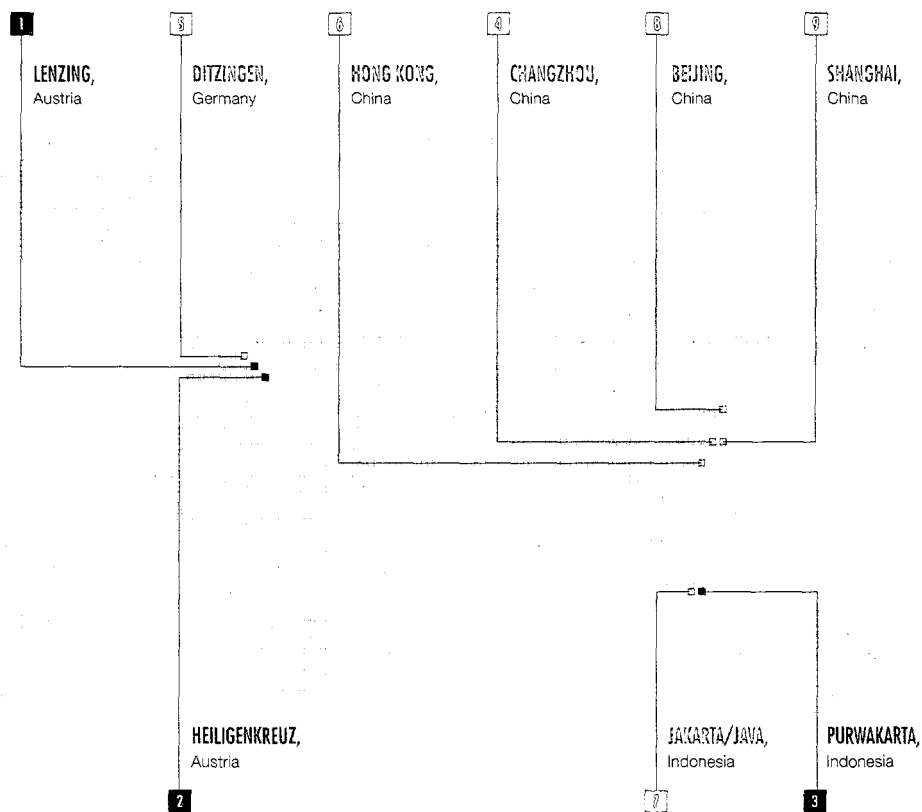 1
5
6
4
8
9
LENZING,
Austria
DITZINGEN,
Germany
HONG KONG,
China
CHANGZHOU,
China
BEIJING,
China
SHANGHAI,
China
HEILIGENKREUZ,
Austria
JAKARTA/JAVA,
Indonesia
PURWAKARTA,
Indonesia
2
7
3